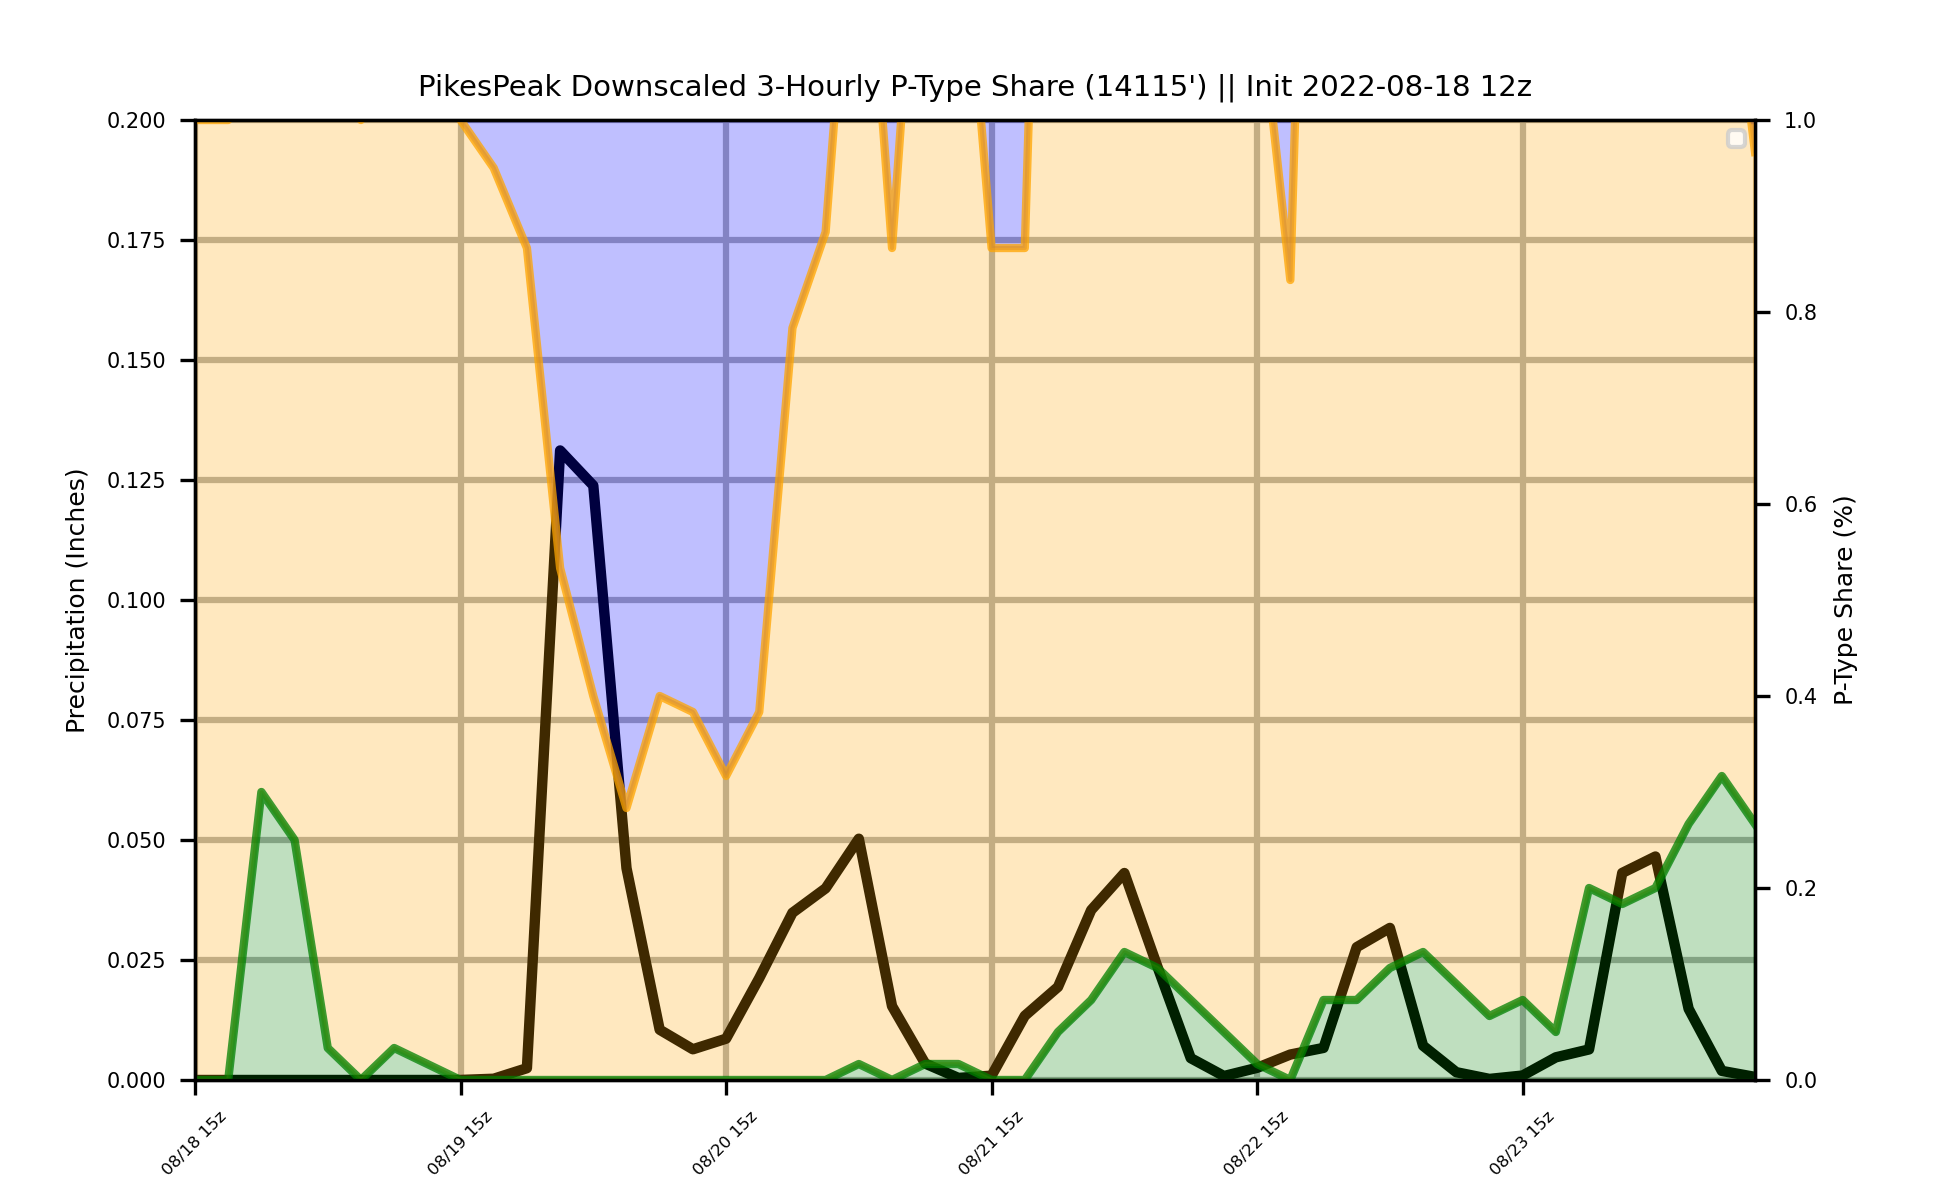 PikesPeak Downscaled 3-Hourly P-Type Share (14115') || Init 2022-08-18 12z
Precipitation (Inches)
0.200
0.175
0.150
0.125
0.100
0.075
0.050
0.025
0.000
1.0
0.8
0.6
0.4
0.2
0.0
P-Type Share (%)
08/18 15z
08/19 15z
08/20 15z
08/21 15z
08/22 15z
08/23 15z